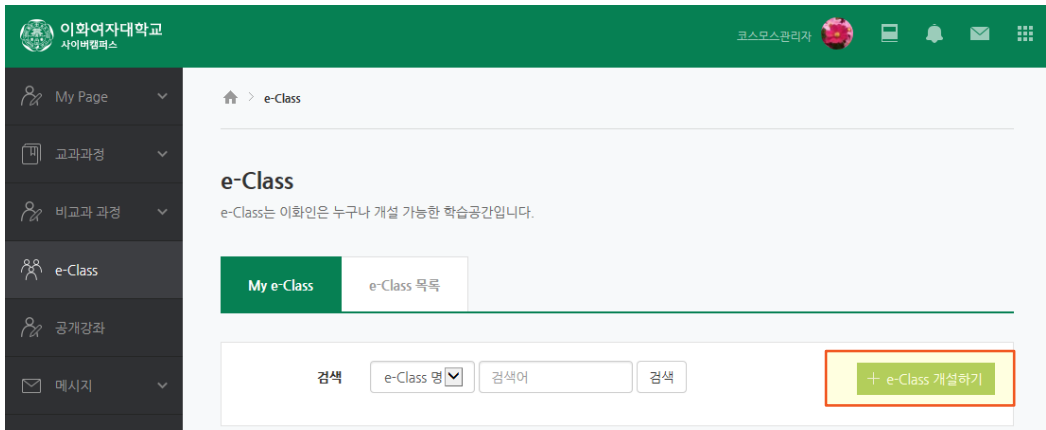 이화여자대학교
사이버캠퍼스
코스모스관리자
My Page
교과과정
비교과 과정
e-Class
공개강좌
메시지
e-Class
e-Class
e-Class는 이화인은 누구나 개설 가능한 학습공간입니다.
My e-Class
e-Class 목록
검색
e-Class 명
검색어
검색
+ e-Class 개설하기